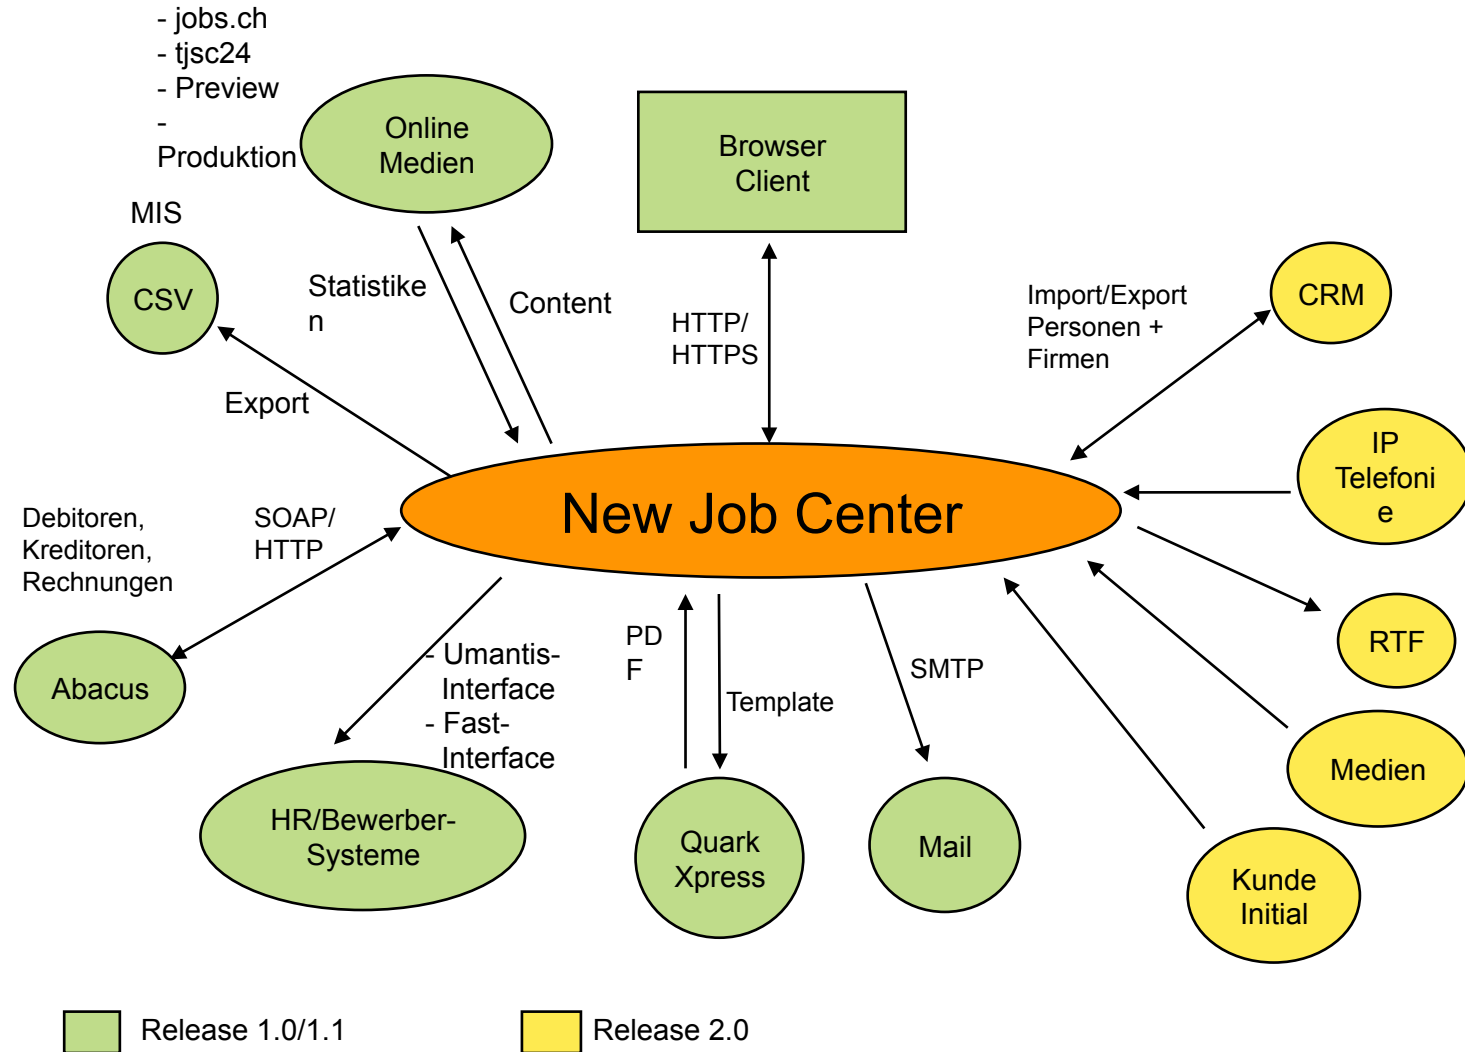 - jobs.ch
- tjsc24
- Preview
-
Produktion
Online
Medien
Browser
Client
MIS
CSV
Statistike
n
Content
HTTP/
HTTPS
Import/Export
Personen +
Firmen
CRM
Export
IP
Telefoni
e
New Job Center
Debitoren,
Kreditoren,
Rechnungen
SOAP/
HTTP
RTF
Abacus
- Umantis-
Interface
- Fast-
Interface
PD
F
Template
SMTP
Medien
HR/Bewerber-
Systeme
Quark
Xpress
Mail
Kunde
Initial
Release 1.0/1.1
Release 2.0